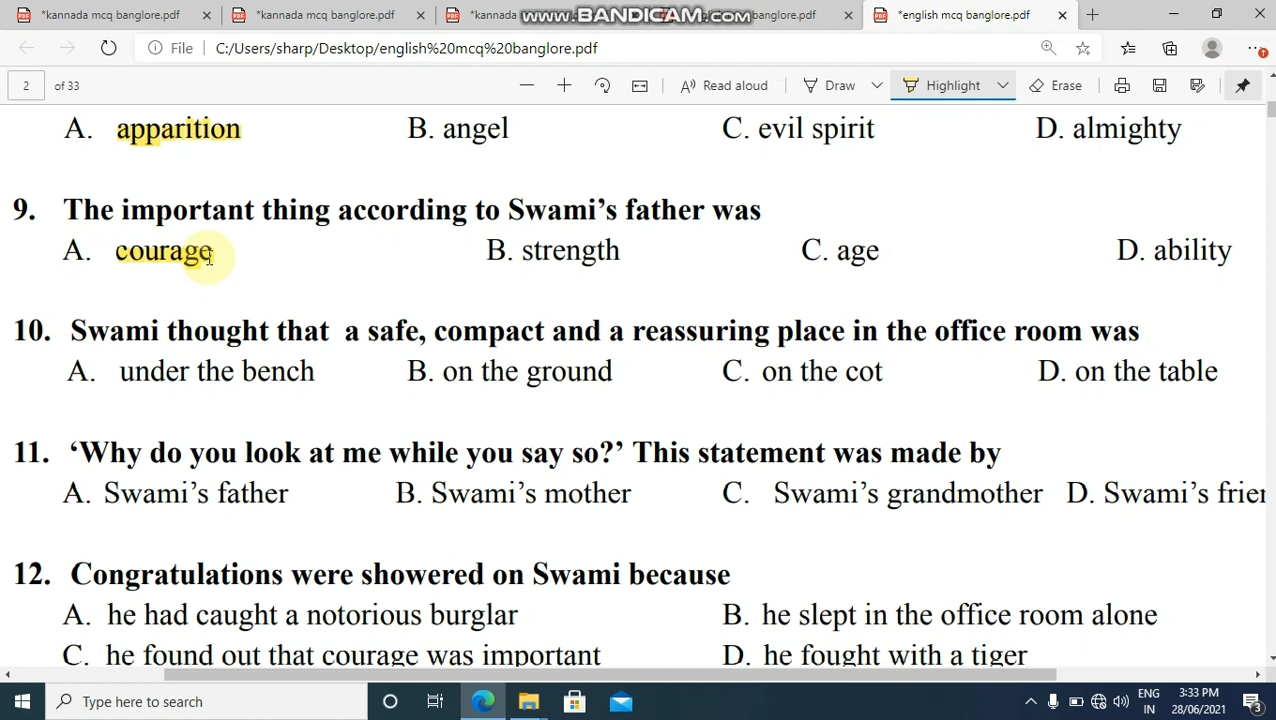 *kannada mcq banglore.pdf
*kannada mcq banglore.pdf
*kannada
banglore.pdf
*english mcq banglore.pdf
www.BANDICAM.com
File
C:/Users/sharp/Desktop/english%20mcq%20banglore.pdf
2 of 33
Read aloud
Draw
Highlight
Erase
A. apparition B. angel C. evil spirit D. almighty
9. The important thing according to Swami’s father was
A. courage B. strength C. age D. ability
10. Swami thought that a safe, compact and a reassuring place in the office room was
A. under the bench B. on the ground C. on the cot D. on the table
11. ‘Why do you look at me while you say so?’ This statement was made by
A. Swami’s father B. Swami’s mother C. Swami’s grandmother D. Swami’s frien
12. Congratulations were showered on Swami because
A. he had caught a notorious burglar B. he slept in the office room alone
C. he found out that courage was important D. he fought with a tiger
Type here to search
ENG
IN
3:33 PM
28/06/2021
3